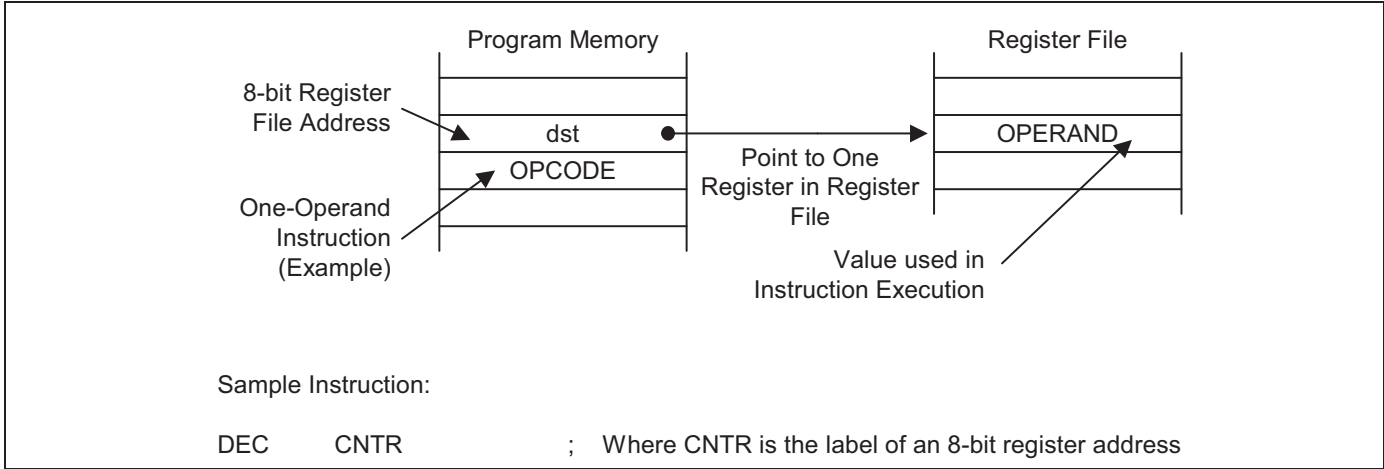 Program Memory
Register File
8-bit Register
File Address
dst
OPERAND
OPCODE
Point to One
Register in Register
File
One-Operand
Instruction
(Example)
Value used in
Instruction Execution
Sample Instruction:
DEC CNTR ; Where CNTR is the label of an 8-bit register address